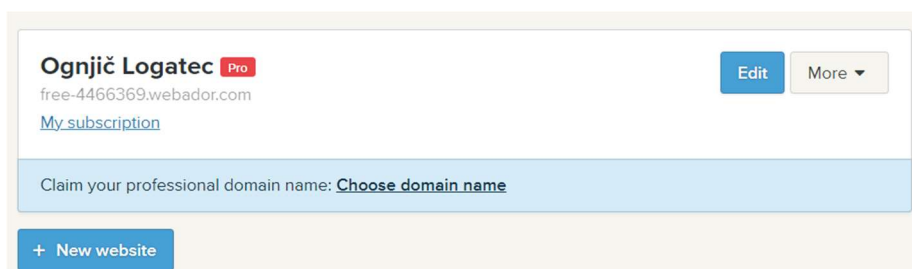 Ognjič Logatec Pro
Edit
More
free-4466369.webador.com
My subscription
Claim your professional domain name: Choose domain name
+ New website